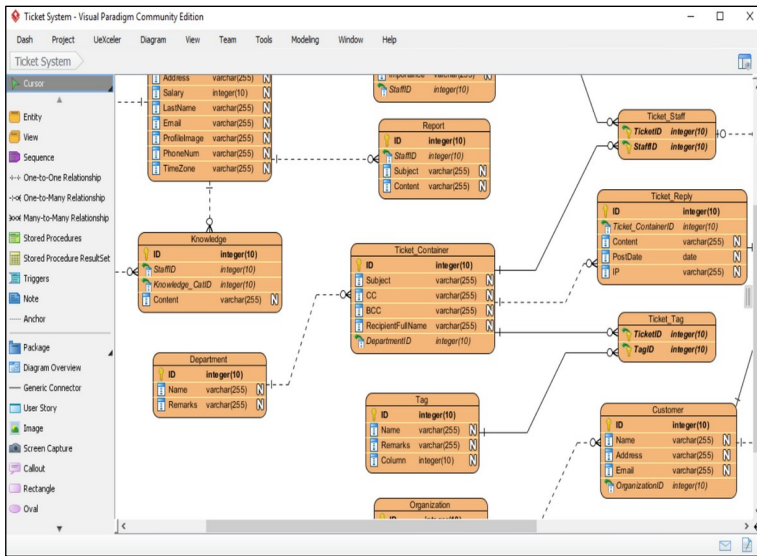 Ticket System - Visual Paradigm Community Edition
Dash Project UeXceler Diagram View Team Tools Modeling Window Help
Ticket System
Cursor
Entity
View
Sequence
One-to-One Relationship
One-to-Many Relationship
Many-to-Many Relationship
Stored Procedures
Stored Procedure ResultSet
Triggers
Note
Anchor
Package
Diagram Overview
Generic Connector
User Story
Image
Screen Capture
Callout
Rectangle
Oval
Address varchar(255) N
Salary integer(10) N
LastName varchar(255) N
Email varchar(255) N
ProfileImage varchar(255) N
PhoneNum varchar(255) N
TimeZone varchar(255) N
Importance varchar(255) N
StaffID integer(10)
Report
ID integer(10)
StaffID integer(10)
Subject varchar(255) N
Content varchar(255) N
Ticket_Staff
TicketID integer(10)
StaffID integer(10)
Knowledge
ID integer(10)
StaffID integer(10)
Knowledge_CatID integer(10)
Content varchar(255) N
Ticket_Container
ID integer(10)
Subject varchar(255) N
CC varchar(255) N
BCC varchar(255) N
RecipientFullName varchar(255) N
DepartmentID integer(10)
Ticket_Reply
ID integer(10)
Ticket_ContainerID integer(10)
Content varchar(255) N
PostDate date N
IP varchar(255) N
Ticket_Tag
TicketID integer(10)
TagID integer(10)
Department
ID integer(10)
Name varchar(255) N
Remarks varchar(255) N
Tag
ID integer(10)
Name varchar(255) N
Remarks varchar(255) N
Column integer(10) N
Customer
ID integer(10)
Name varchar(255) N
Address varchar(255) N
Email varchar(255) N
OrganizationID integer(10)
Organization
ID integer(10)